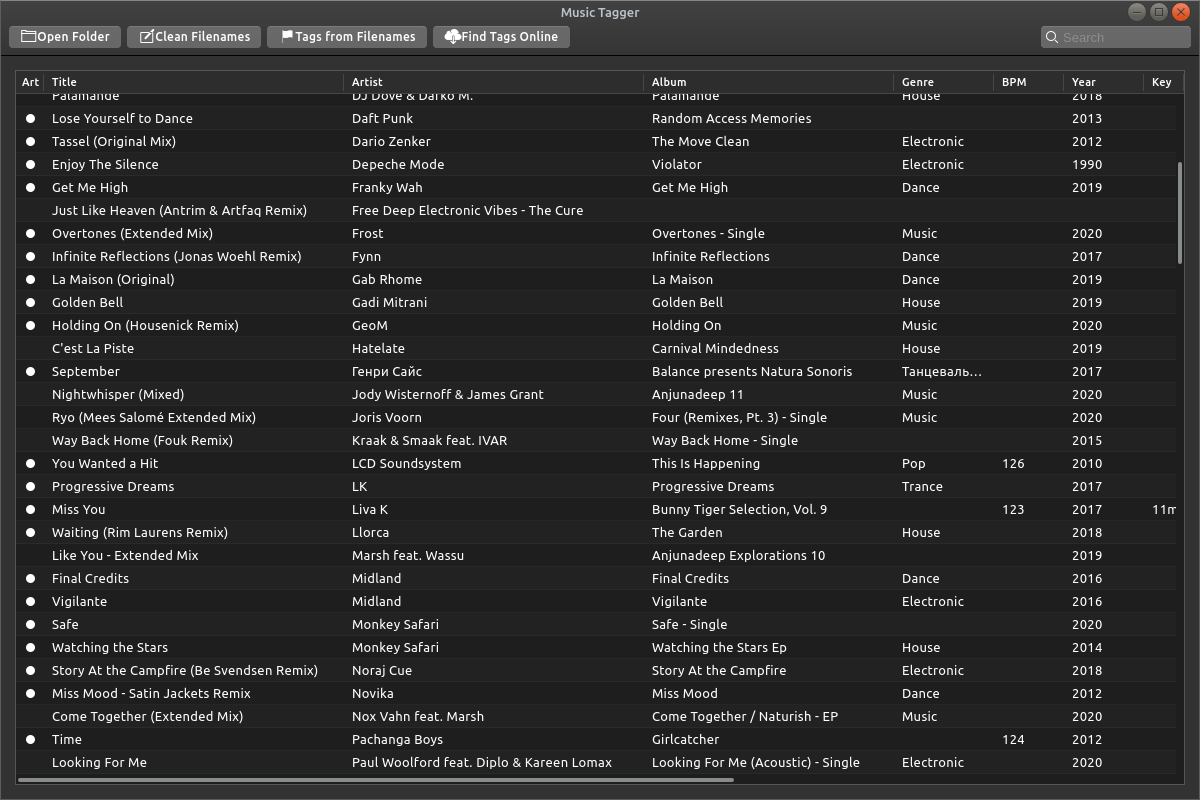 Music Tagger
Open Folder Clean Filenames Tags from Filenames Find Tags Online Search
Art Title Artist Album Genre BPM Year Key
Palamande DJ Dove & Darko M. Palamande House 2018
Lose Yourself to Dance Daft Punk Random Access Memories 2013
Tassel (Original Mix) Dario Zenker The Move Clean Electronic 2012
Enjoy The Silence Depeche Mode Violator Electronic 1990
Get Me High Franky Wah Get Me High Dance 2019
Just Like Heaven (Antrim & Artfaq Remix) Free Deep Electronic Vibes - The Cure
Overtones (Extended Mix) Frost Overtones - Single Music 2020
Infinite Reflections (Jonas Woehl Remix) Fynn Infinite Reflections Dance 2017
La Maison (Original) Gab Rhome La Maison Dance 2019
Golden Bell Gadi Mitrani Golden Bell House 2019
Holding On (Housenick Remix) GeoM Holding On Music 2020
C'est La Piste Hatelate Carnival Mindedness House 2019
September Генри Сайс Balance presents Natura Sonoris Танцеваль... 2017
Nightwhisper (Mixed) Jody Wisternoff & James Grant Anjunadeep 11 Music 2020
Ryo (Mees Salomé Extended Mix) Joris Voorn Four (Remixes, Pt. 3) - Single Music 2020
Way Back Home (Fouk Remix) Kraak & Smaak feat. IVAR Way Back Home - Single 2015
You Wanted a Hit LCD Soundsystem This Is Happening Pop 126 2010
Progressive Dreams LK Progressive Dreams Trance 2017
Miss You Liva K Bunny Tiger Selection, Vol. 9 123 2017 11m
Waiting (Rim Laurens Remix) Llorca The Garden House 2018
Like You - Extended Mix Marsh feat. Wassu Anjunadeep Explorations 10 2019
Final Credits Midland Final Credits Dance 2016
Vigilante Midland Vigilante Electronic 2016
Safe Monkey Safari Safe - Single 2020
Watching the Stars Monkey Safari Watching the Stars Ep House 2014
Story At the Campfire (Be Svendsen Remix) Noraj Cue Story At the Campfire Electronic 2018
Miss Mood - Satin Jackets Remix Novika Miss Mood Dance 2012
Come Together (Extended Mix) Nox Vahn feat. Marsh Come Together / Naturish - EP Music 2020
Time Pachanga Boys Girlcatcher 124 2012
Looking For Me Paul Woolford feat. Diplo & Kareen Lomax Looking For Me (Acoustic) - Single Electronic 2020